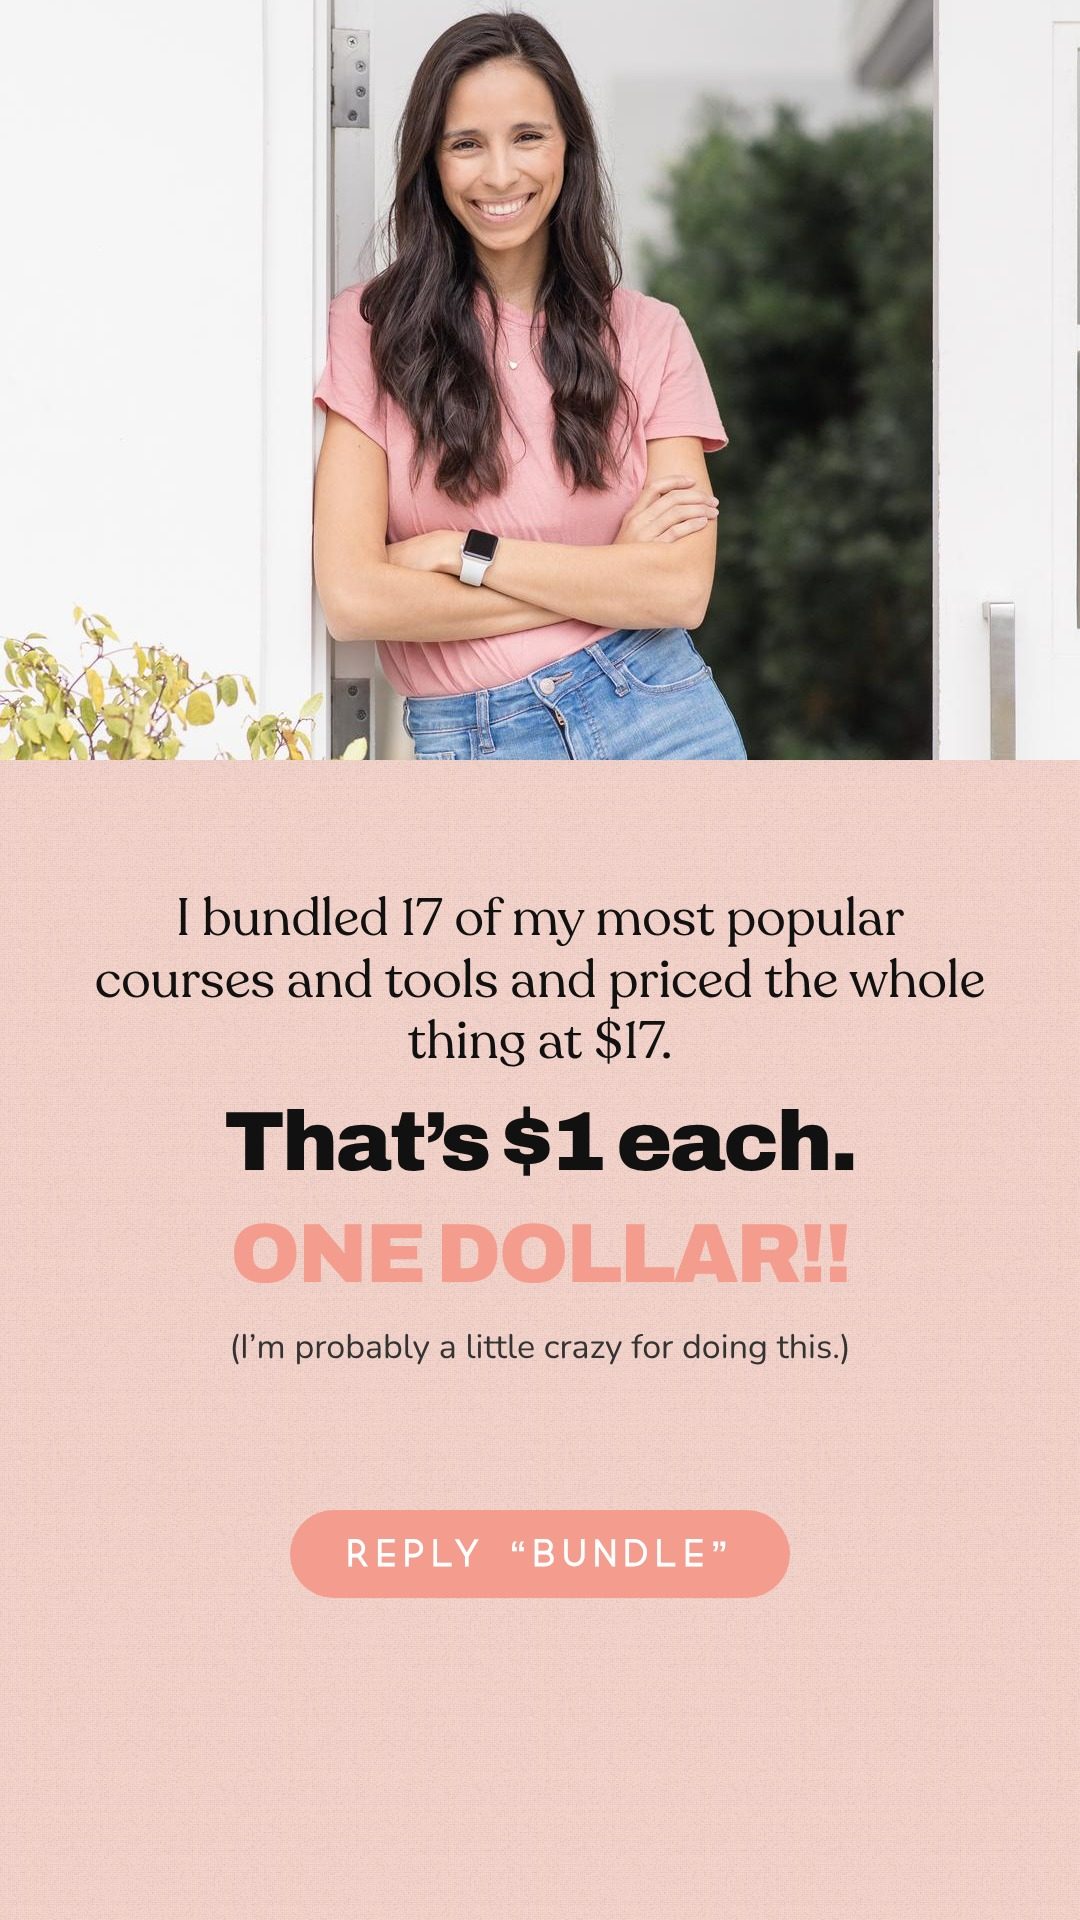 I bundled 17 of my most popular
courses and tools and priced the whole
thing at $17.
That’s $1 each.
ONE DOLLAR!!
(I’m probably a little crazy for doing this.)
REPLY “BUNDLE”